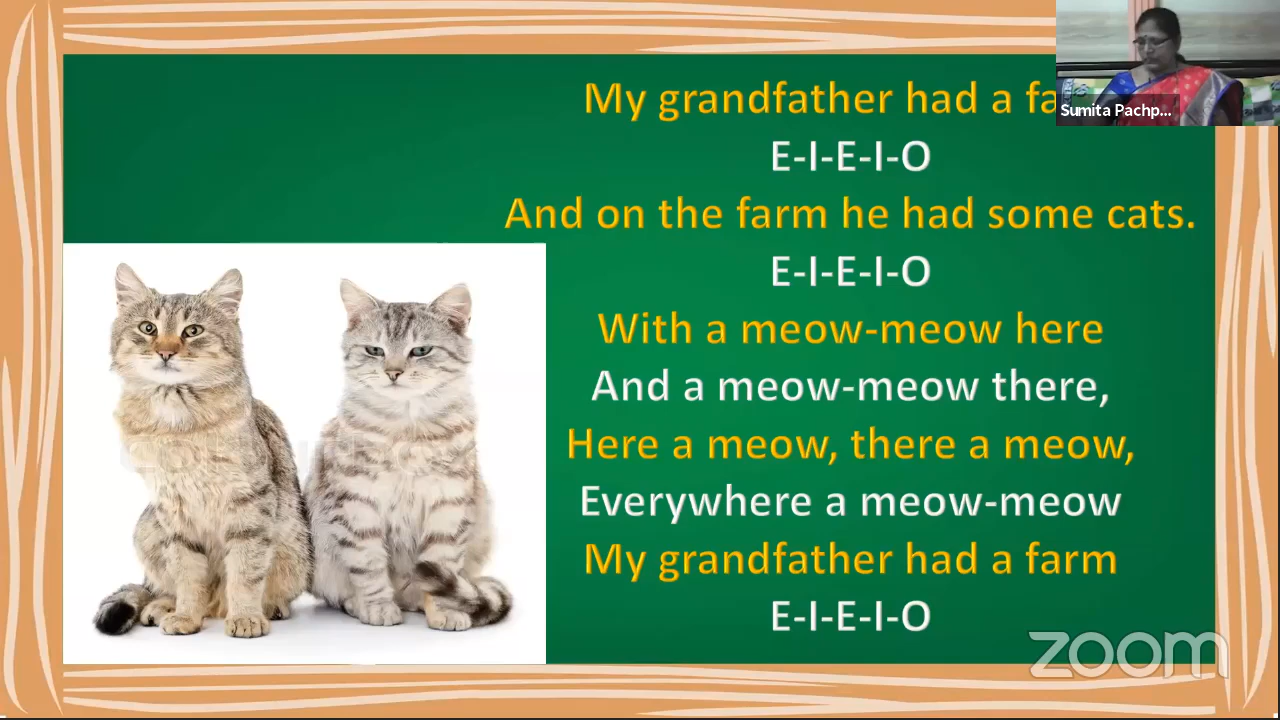 My grandfather had a fa
Sumita Pachp...
E-I-E-I-O
And on the farm he had some cats.
E-I-E-I-O
With a meow-meow here
And a meow-meow there,
Here a meow, there a meow,
Everywhere a meow-meow
My grandfather had a farm
E-I-E-I-O
zoom